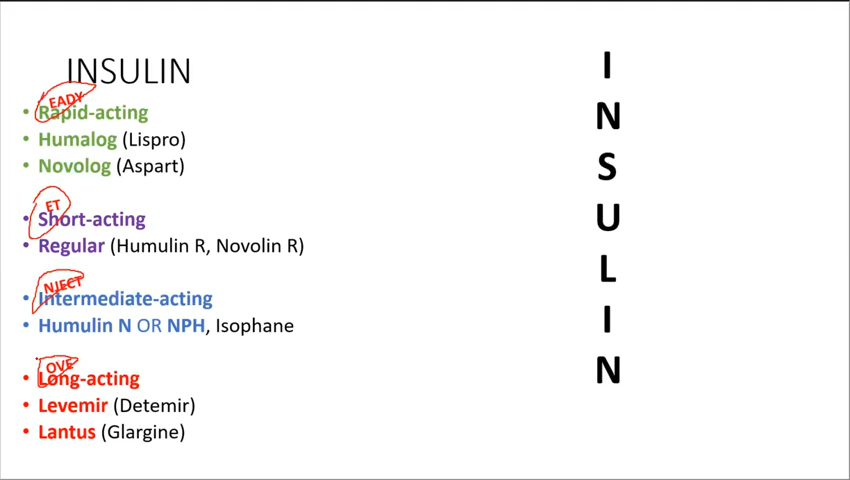 INSULIN
EADY
• Rapid-acting
• Humalog (Lispro)
• Novolog (Aspart)
ET
• Short-acting
• Regular (Humulin R, Novolin R)
NJECT
• Intermediate-acting
• Humulin N OR NPH, Isophane
OVE
• Long-acting
• Levemir (Detemir)
• Lantus (Glargine)
I
N
S
U
L
I
N